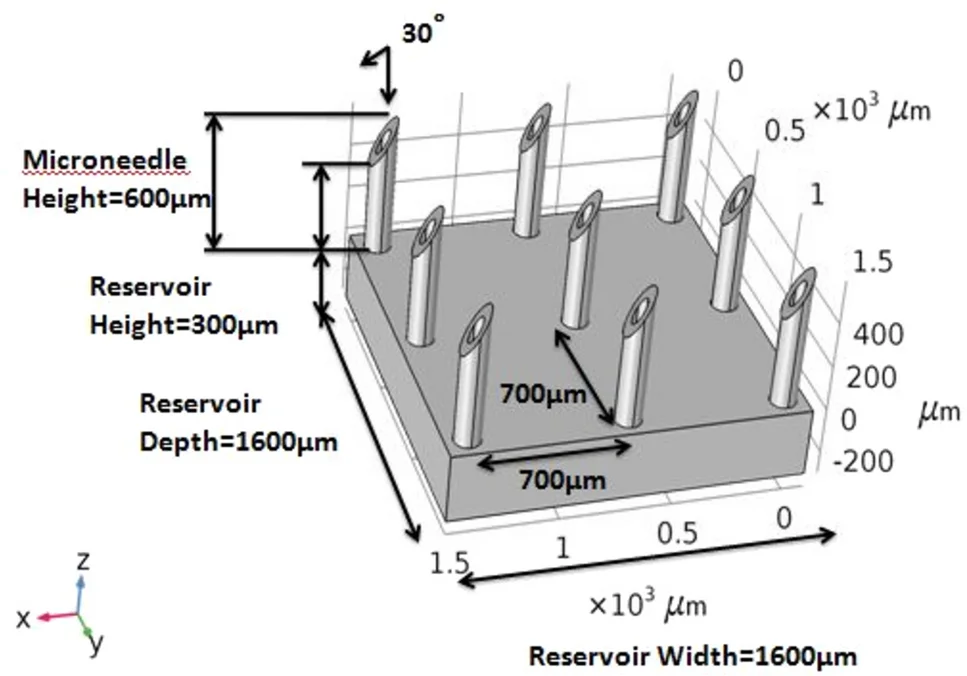 30°
0
×10³ μm
0.5
Microneedle
Height=600μm
1
1.5
Reservoir
Height=300μm
400
200
Reservoir
Depth=1600μm
700μm
0
μm
-200
700μm
0
0.5
1
1.5
×10³ μm
z
x
y
Reservoir Width=1600μm